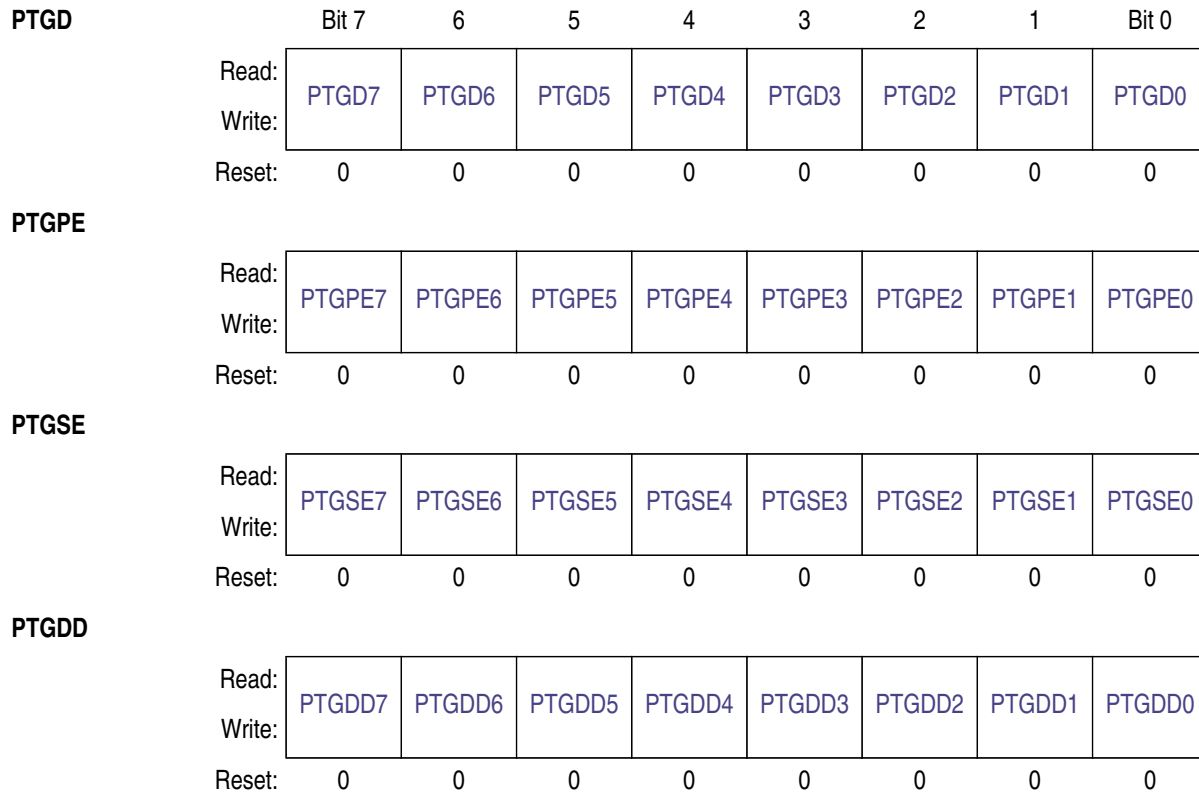 PTGD Bit 7 6 5 4 3 2 1 Bit 0
Read:
PTGD7 PTGD6 PTGD5 PTGD4 PTGD3 PTGD2 PTGD1 PTGD0
Write:
Reset: 0 0 0 0 0 0 0 0
PTGPE
Read:
PTGPE7 PTGPE6 PTGPE5 PTGPE4 PTGPE3 PTGPE2 PTGPE1 PTGPE0
Write:
Reset: 0 0 0 0 0 0 0 0
PTGSE
Read:
PTGSE7 PTGSE6 PTGSE5 PTGSE4 PTGSE3 PTGSE2 PTGSE1 PTGSE0
Write:
Reset: 0 0 0 0 0 0 0 0
PTGDD
Read:
PTGDD7 PTGDD6 PTGDD5 PTGDD4 PTGDD3 PTGDD2 PTGDD1 PTGDD0
Write:
Reset: 0 0 0 0 0 0 0 0